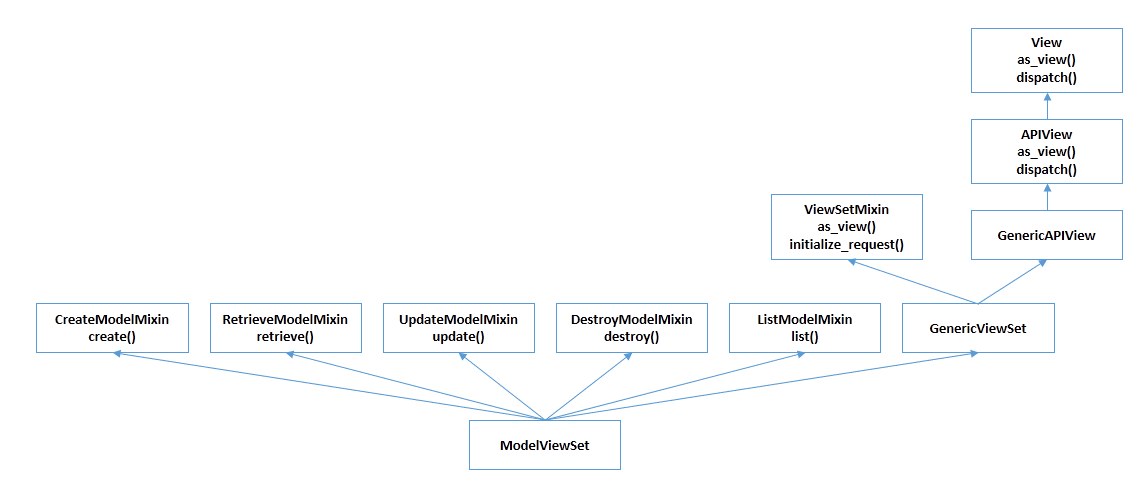 View
as_view()
dispatch()
APIView
as_view()
dispatch()
ViewSetMixin
as_view()
initialize_request()
GenericAPIView
CreateModelMixin
create()
RetrieveModelMixin
retrieve()
UpdateModelMixin
update()
DestroyModelMixin
destroy()
ListModelMixin
list()
GenericViewSet
ModelViewSet